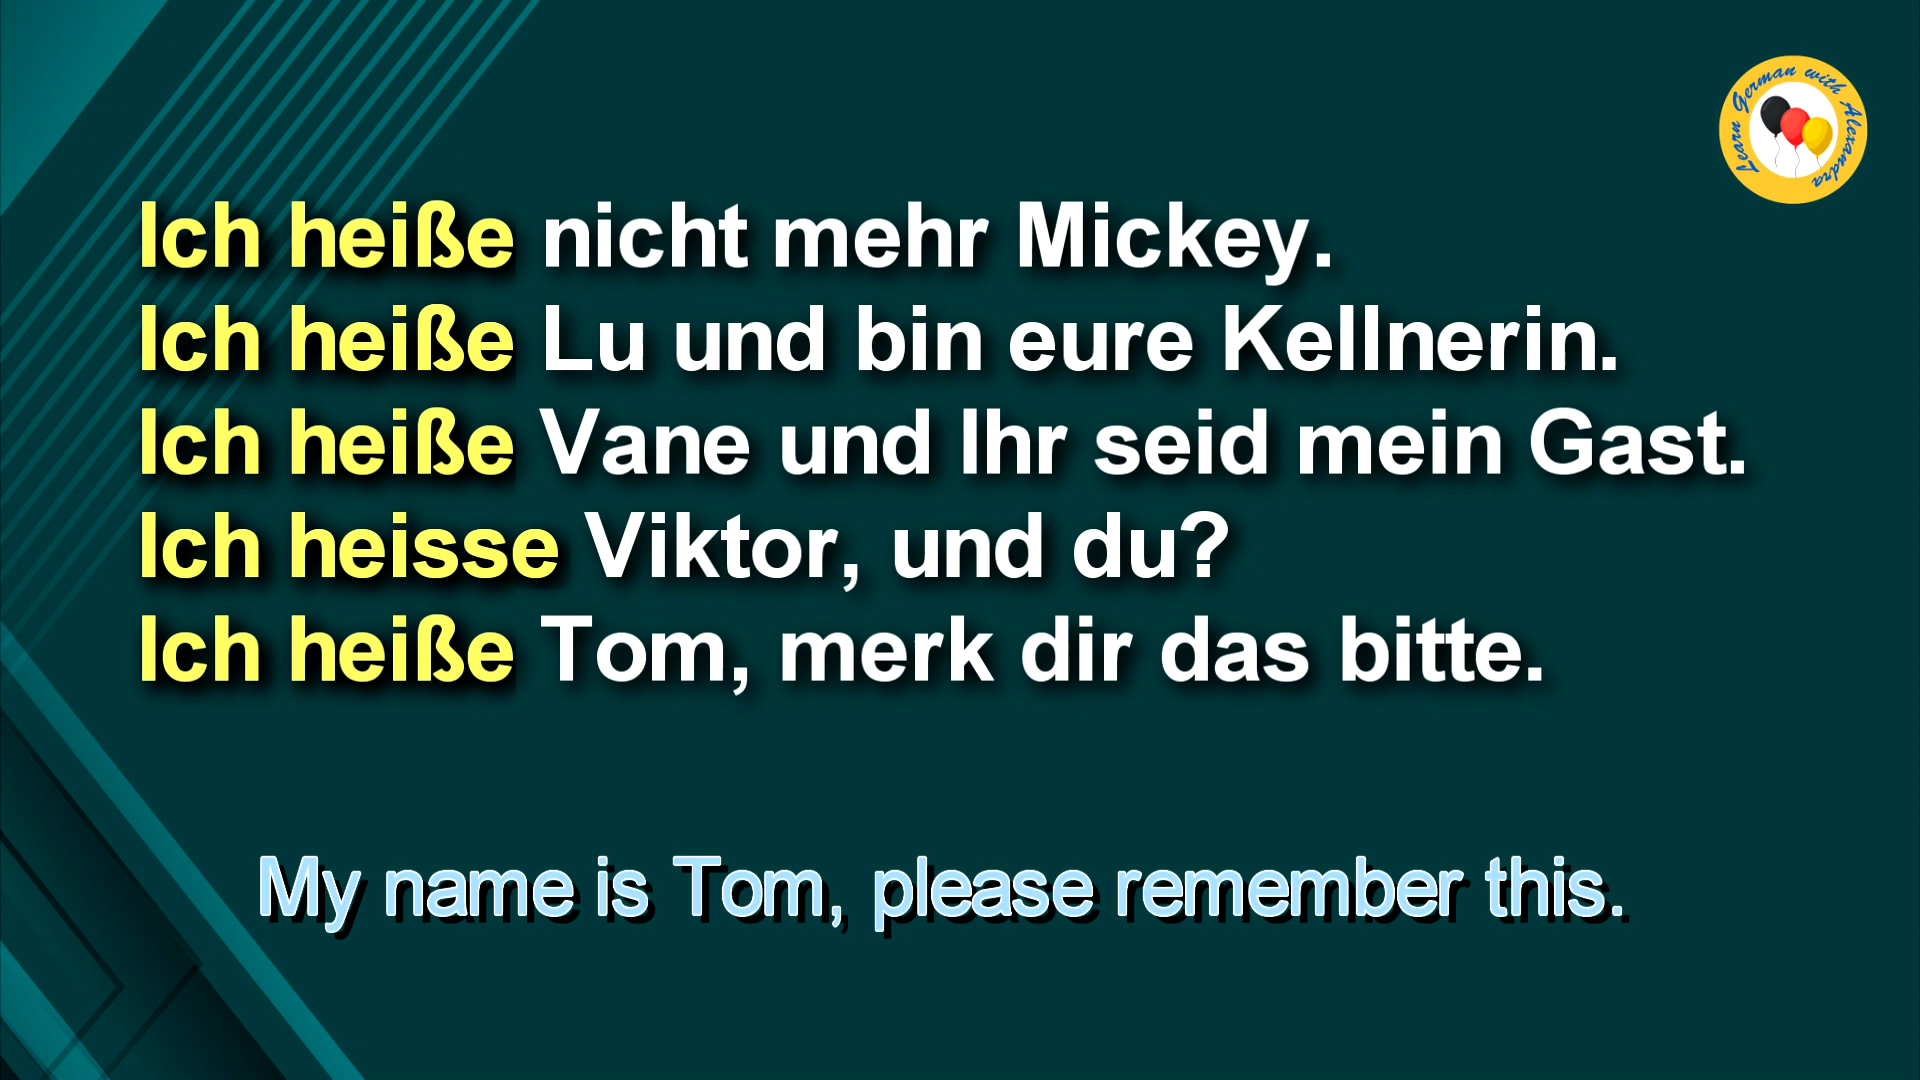 Learn German with Alexandra
Ich heiße nicht mehr Mickey.
Ich heiße Lu und bin eure Kellnerin.
Ich heiße Vane und Ihr seid mein Gast.
Ich heisse Viktor, und du?
Ich heiße Tom, merk dir das bitte.
My name is Tom, please remember this.